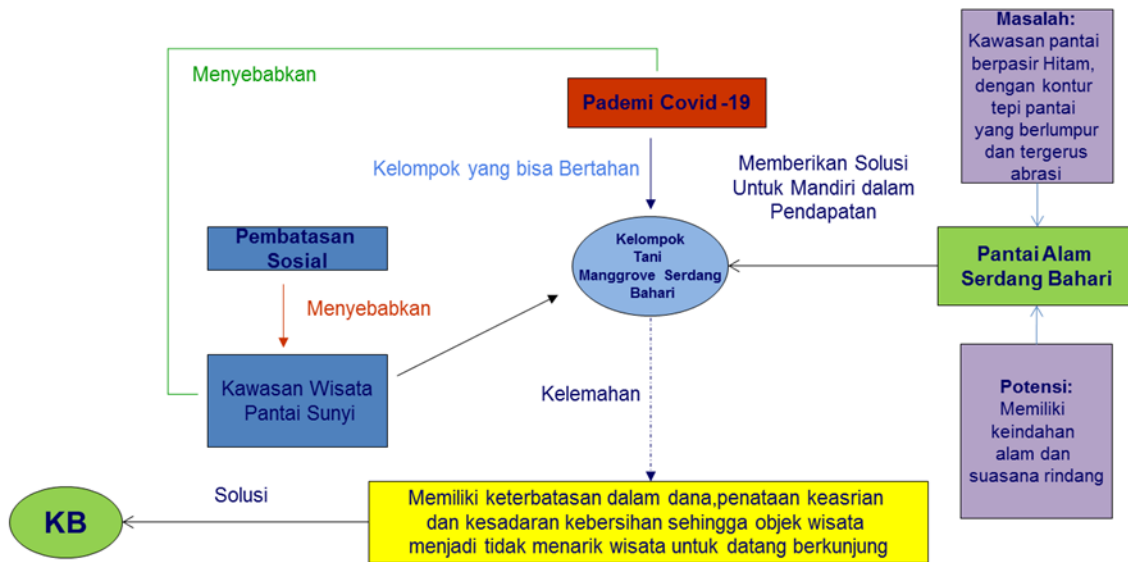 Masalah:
Kawasan pantai
berpasir Hitam,
dengan kontur
tepi pantai
yang berlumpur
dan tergerus
abrasi
Menyebabkan
Pademi Covid -19
Kelompok yang bisa Bertahan
Memberikan Solusi
Untuk Mandiri dalam
Pendapatan
Pembatasan
Sosial
Kelompok
Tani
Manggrove Serdang
Bahari
Pantai Alam
Serdang Bahari
Menyebabkan
Kawasan Wisata
Pantai Sunyi
Kelemahan
Potensi:
Memiliki
keindahan
alam dan
suasana rindang
Solusi
KB
Memiliki keterbatasan dalam dana,penataan keasrian
dan kesadaran kebersihan sehingga objek wisata
menjadi tidak menarik wisata untuk datang berkunjung